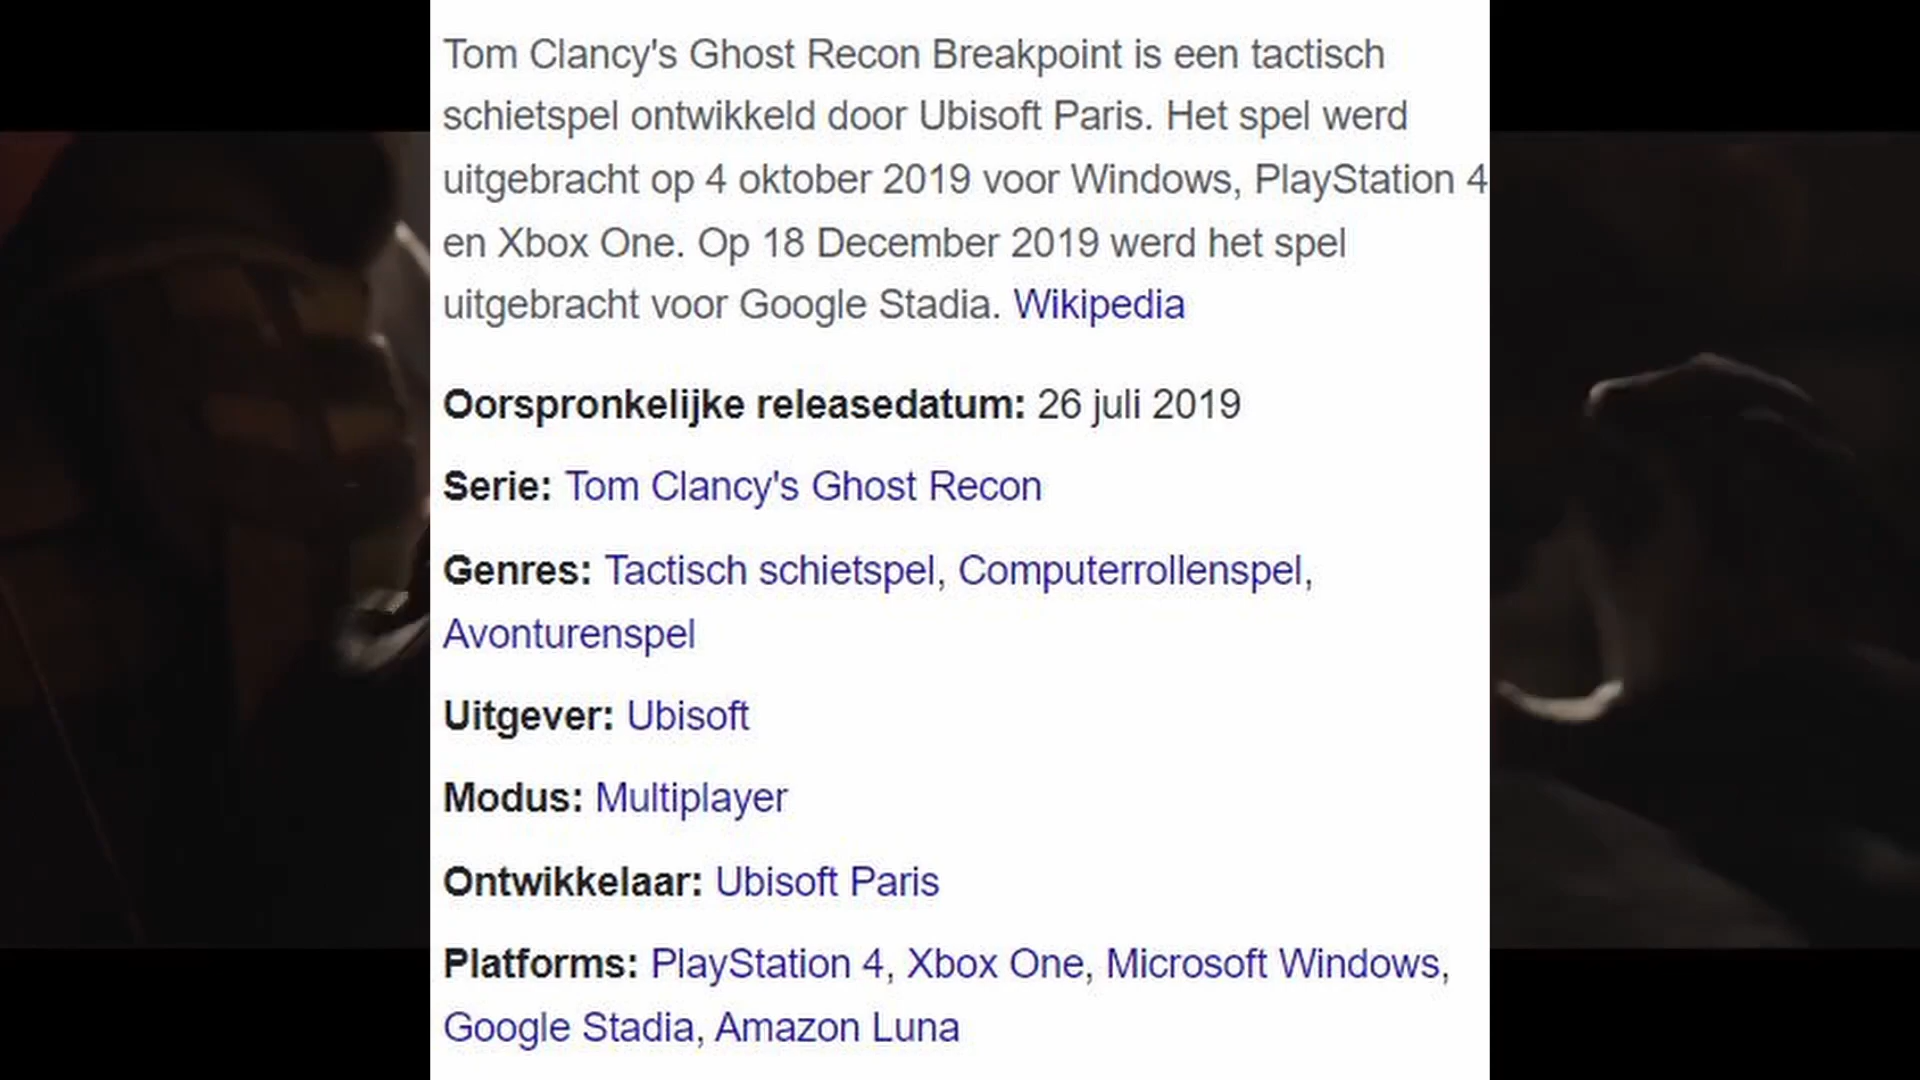 Tom Clancy's Ghost Recon Breakpoint is een tactisch
schietspel ontwikkeld door Ubisoft Paris. Het spel werd
uitgebracht op 4 oktober 2019 voor Windows, PlayStation 4
en Xbox One. Op 18 December 2019 werd het spel
uitgebracht voor Google Stadia. Wikipedia
Oorspronkelijke releasedatum: 26 juli 2019
Serie: Tom Clancy's Ghost Recon
Genres: Tactisch schietspel, Computerrollenspel,
Avonturenspel
Uitgever: Ubisoft
Modus: Multiplayer
Ontwikkelaar: Ubisoft Paris
Platforms: PlayStation 4, Xbox One, Microsoft Windows,
Google Stadia, Amazon Luna